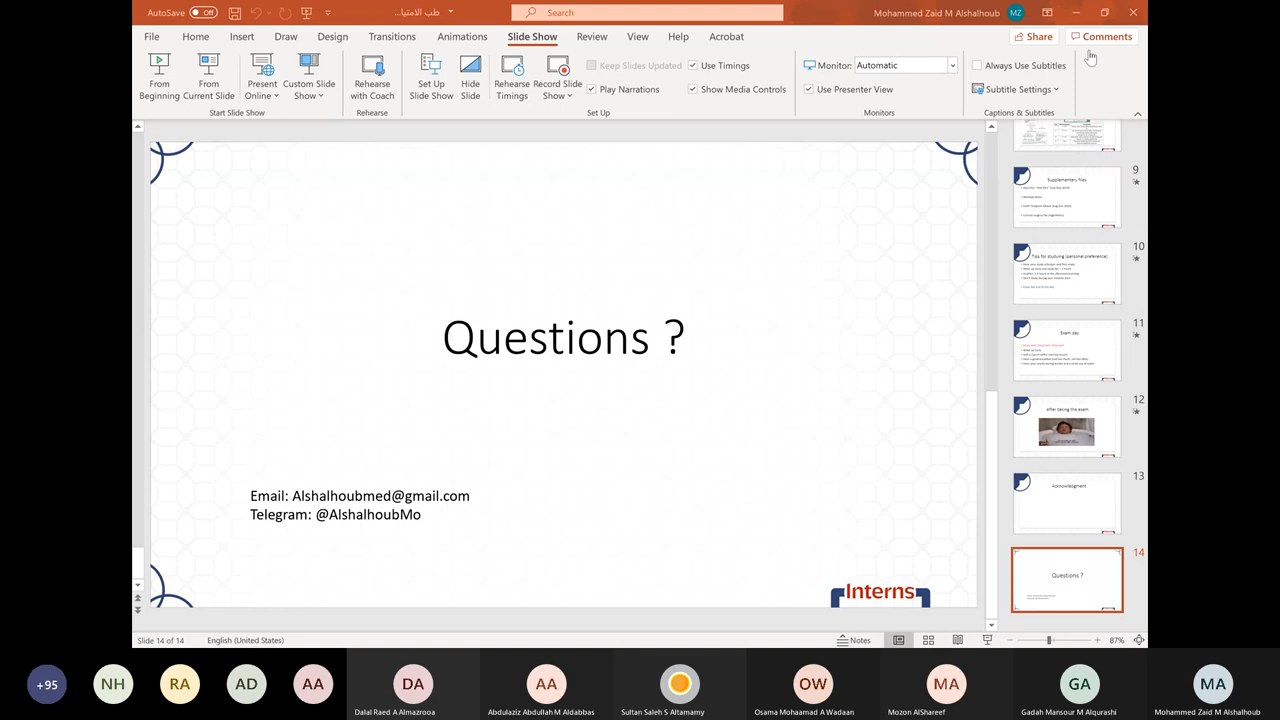 AutoSave Off
طب الامتيا...
Search
Mohammed Zaid M Alshalhoub MZ
File Home Insert Draw Design Transitions Animations Slide Show Review View Help Acrobat Share Comments
From Beginning
From Current Slide
Present Online
Custom Slide Show
Rehearse with Coach
Set Up Slide Show
Hide Slide
Rehearse Timings
Record Slide Show
Keep Slides Updated
Use Timings
Play Narrations
Show Media Controls
Monitor: Automatic
Use Presenter View
Always Use Subtitles
Subtitle Settings
Start Slide Show Rehearse Set Up Monitors Captions & Subtitles
Questions ?
Email: Alshalhoubmed@gmail.com
Telegram: @AlshalhoubMo
Interns
9
Supplementary files
10
Tips for studying (personal preference)
11
Exam day
12
After taking the exam
13
Acknowledgment
14
Questions ?
Slide 14 of 14 English (United States) Notes 87%
+95 NH RA AD AA DA AA OW MA GA MA
Dalal Raed A Almazrooa
Abdulaziz Abdullah M Aldabbas
Sultan Saleh S Altamamy
Osama Mohaamad A Wadaan
Mozon AlShareef
Gadah Mansour M Alqurashi
Mohammed Zaid M Alshalhoub